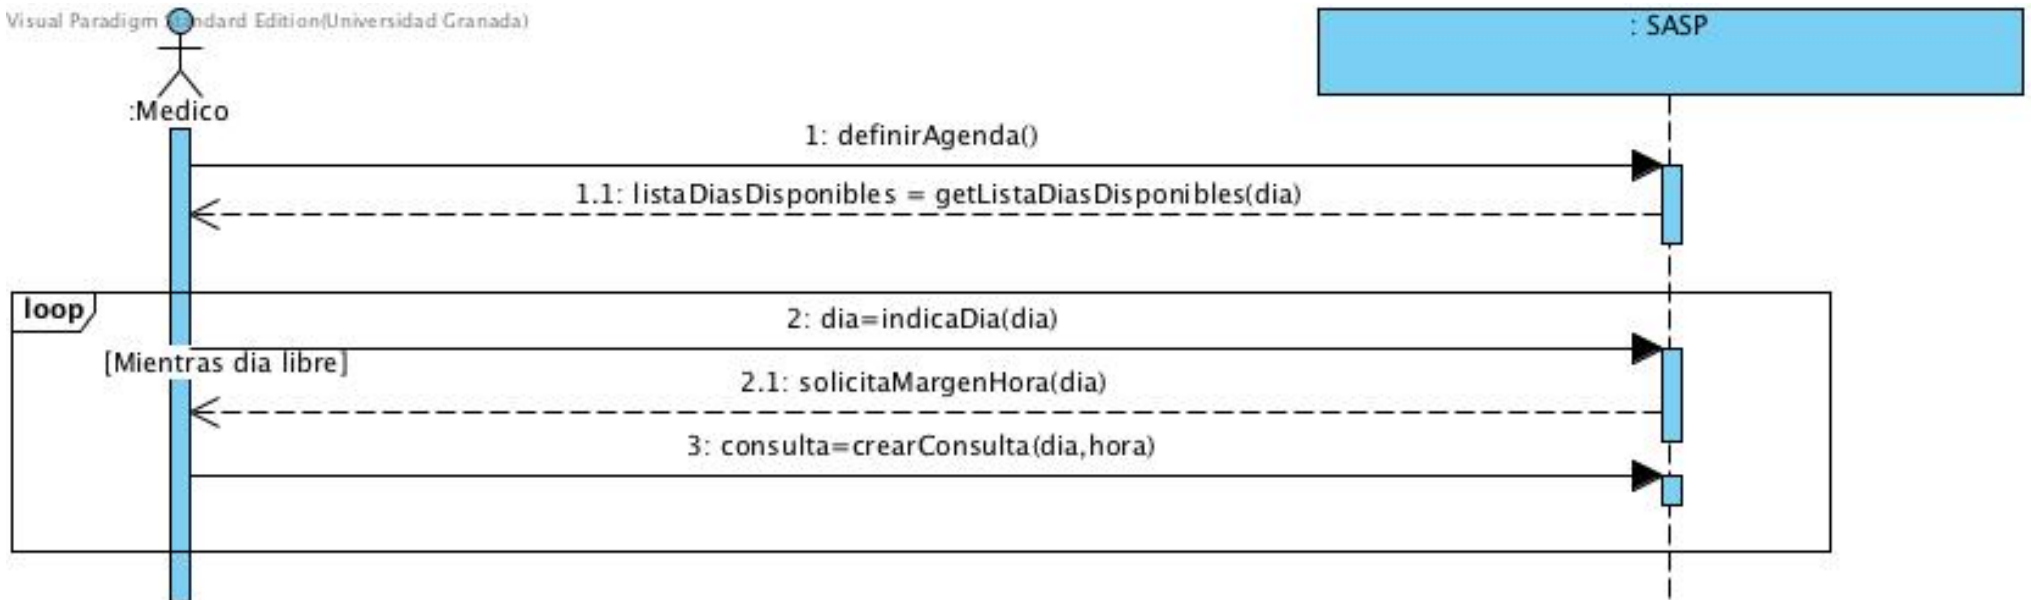 Visual Paradigm Standard Edition(Universidad Granada)
: SASP
:Medico
1: definirAgenda()
1.1: listaDiasDisponibles = getListaDiasDisponibles(dia)
loop
2: dia=indicaDia(dia)
[Mientras dia libre]
2.1: solicitaMargenHora(dia)
3: consulta=crearConsulta(dia,hora)